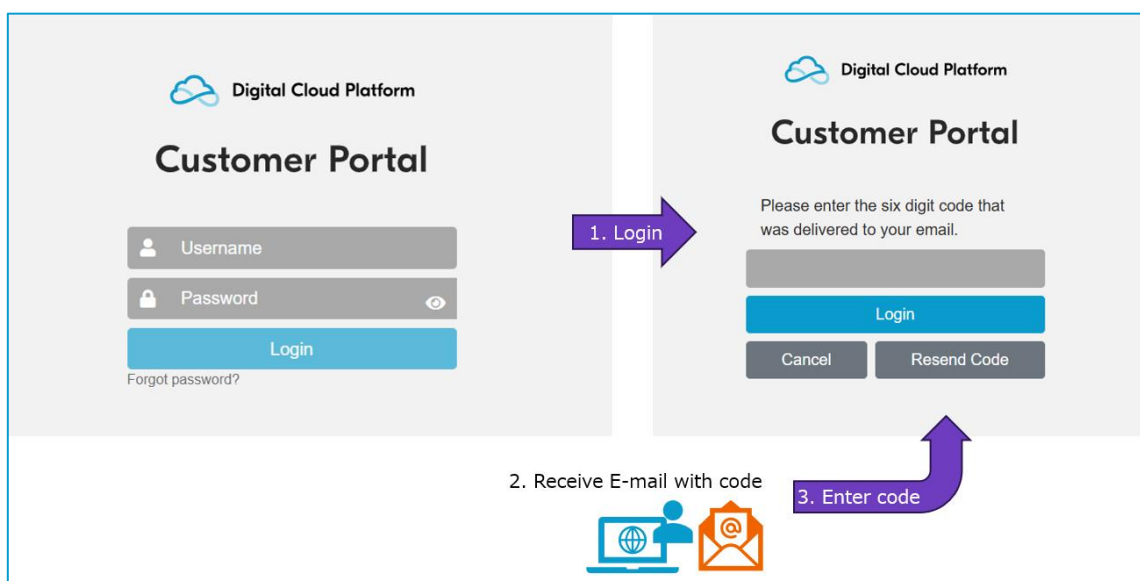 Digital Cloud Platform
Customer Portal
Username
Password
Login
Forgot password?
1. Login
Digital Cloud Platform
Customer Portal
Please enter the six digit code that
was delivered to your email.
Login
Cancel
Resend Code
2. Receive E-mail with code
@
3. Enter code